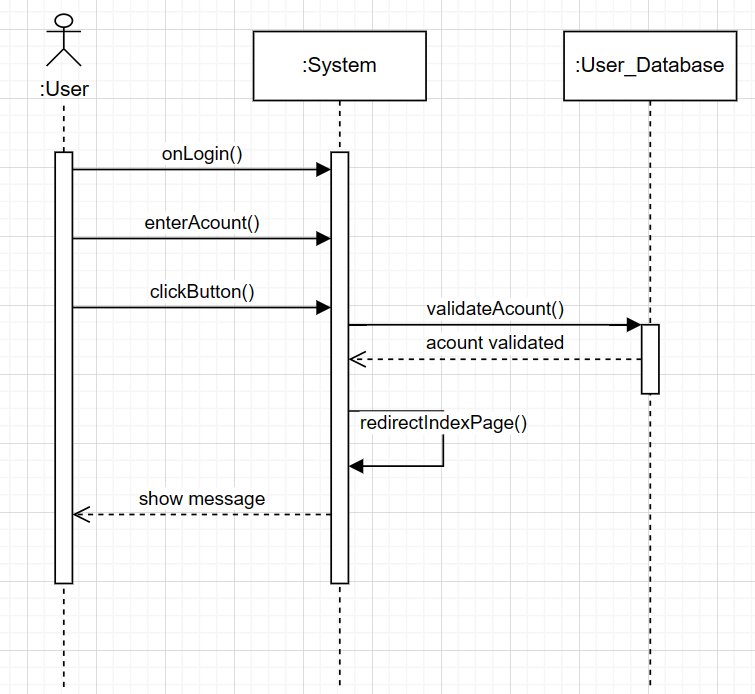 :User
:System
:User_Database
onLogin()
enterAcount()
clickButton()
validateAcount()
acount validated
redirectIndexPage()
show message